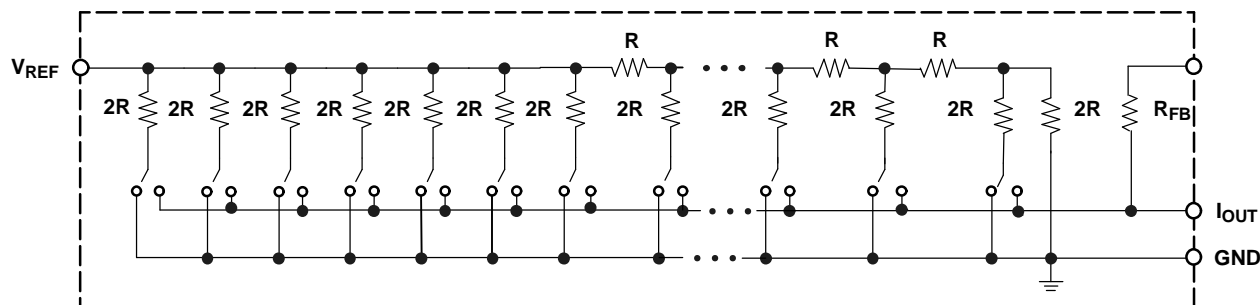 R R R
V_REF
2R 2R 2R 2R 2R 2R 2R 2R 2R 2R 2R 2R R_FB
I_OUT
GND